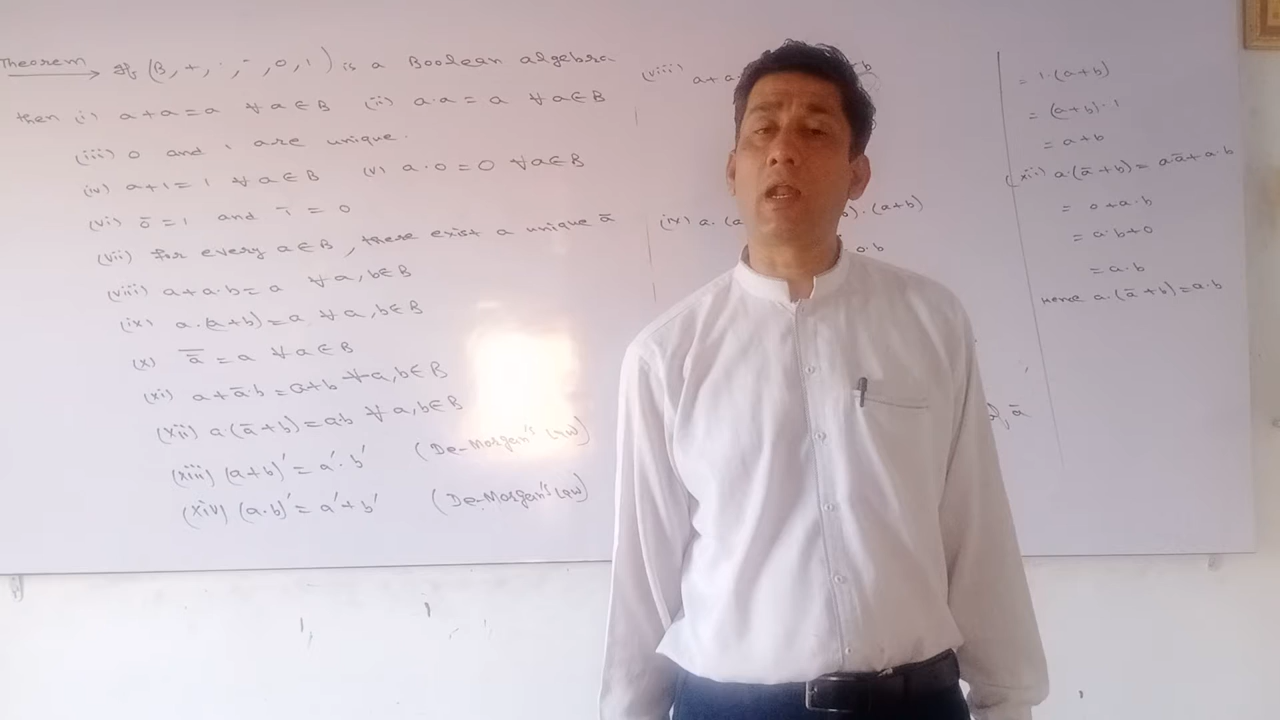 Theorem → If (B, +, ·, -, 0, 1) is a Boolean algebra
then (i) a+a=a ∀ a∈B (ii) a·a=a ∀ a∈B
(iii) 0 and 1 are unique.
(iv) a+1=1 ∀ a∈B (v) a·0=0 ∀ a∈B
(vi) 0̅=1 and 1̅=0
(vii) for every a∈B, there exist a unique a̅
(viii) a+a·b=a ∀ a,b∈B
(ix) a·(a+b)=a ∀ a,b∈B
(x) a̅̅=a ∀ a∈B
(xi) a+a̅·b=a+b ∀ a,b∈B
(xii) a(a̅+b)=ab ∀ a,b∈B
(xiii) (a+b)'=a'·b' (De-Morgan's law)
(xiv) (a·b)'=a'+b' (De-Morgan's law)
(viii) a+a· b
(ix) a·(a b)·(a+b)
·b
a̅
=1·(a+b)
=(a+b)·1
=a+b
(xii) a·(a̅+b)=a·a̅+a·b
=0+a·b
=a·b+0
=a·b
Hence a·(a̅+b)=a·b